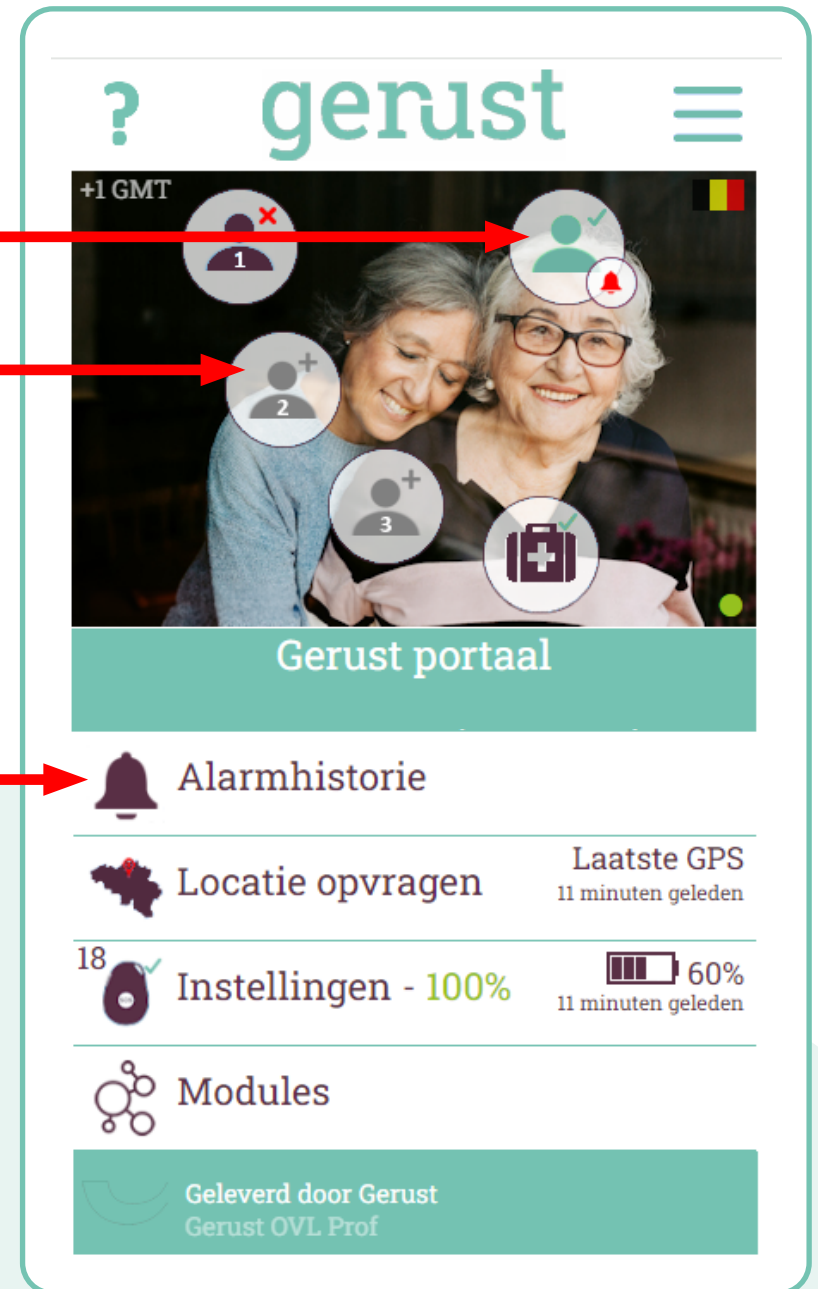 ?
gerust
+1 GMT
1
2
3
Gerust portaal
Alarmhistorie
Locatie opvragen
Laatste GPS
11 minuten geleden
18
Instellingen - 100%
60%
11 minuten geleden
Modules
Geleverd door Gerust
Gerust OVL Prof